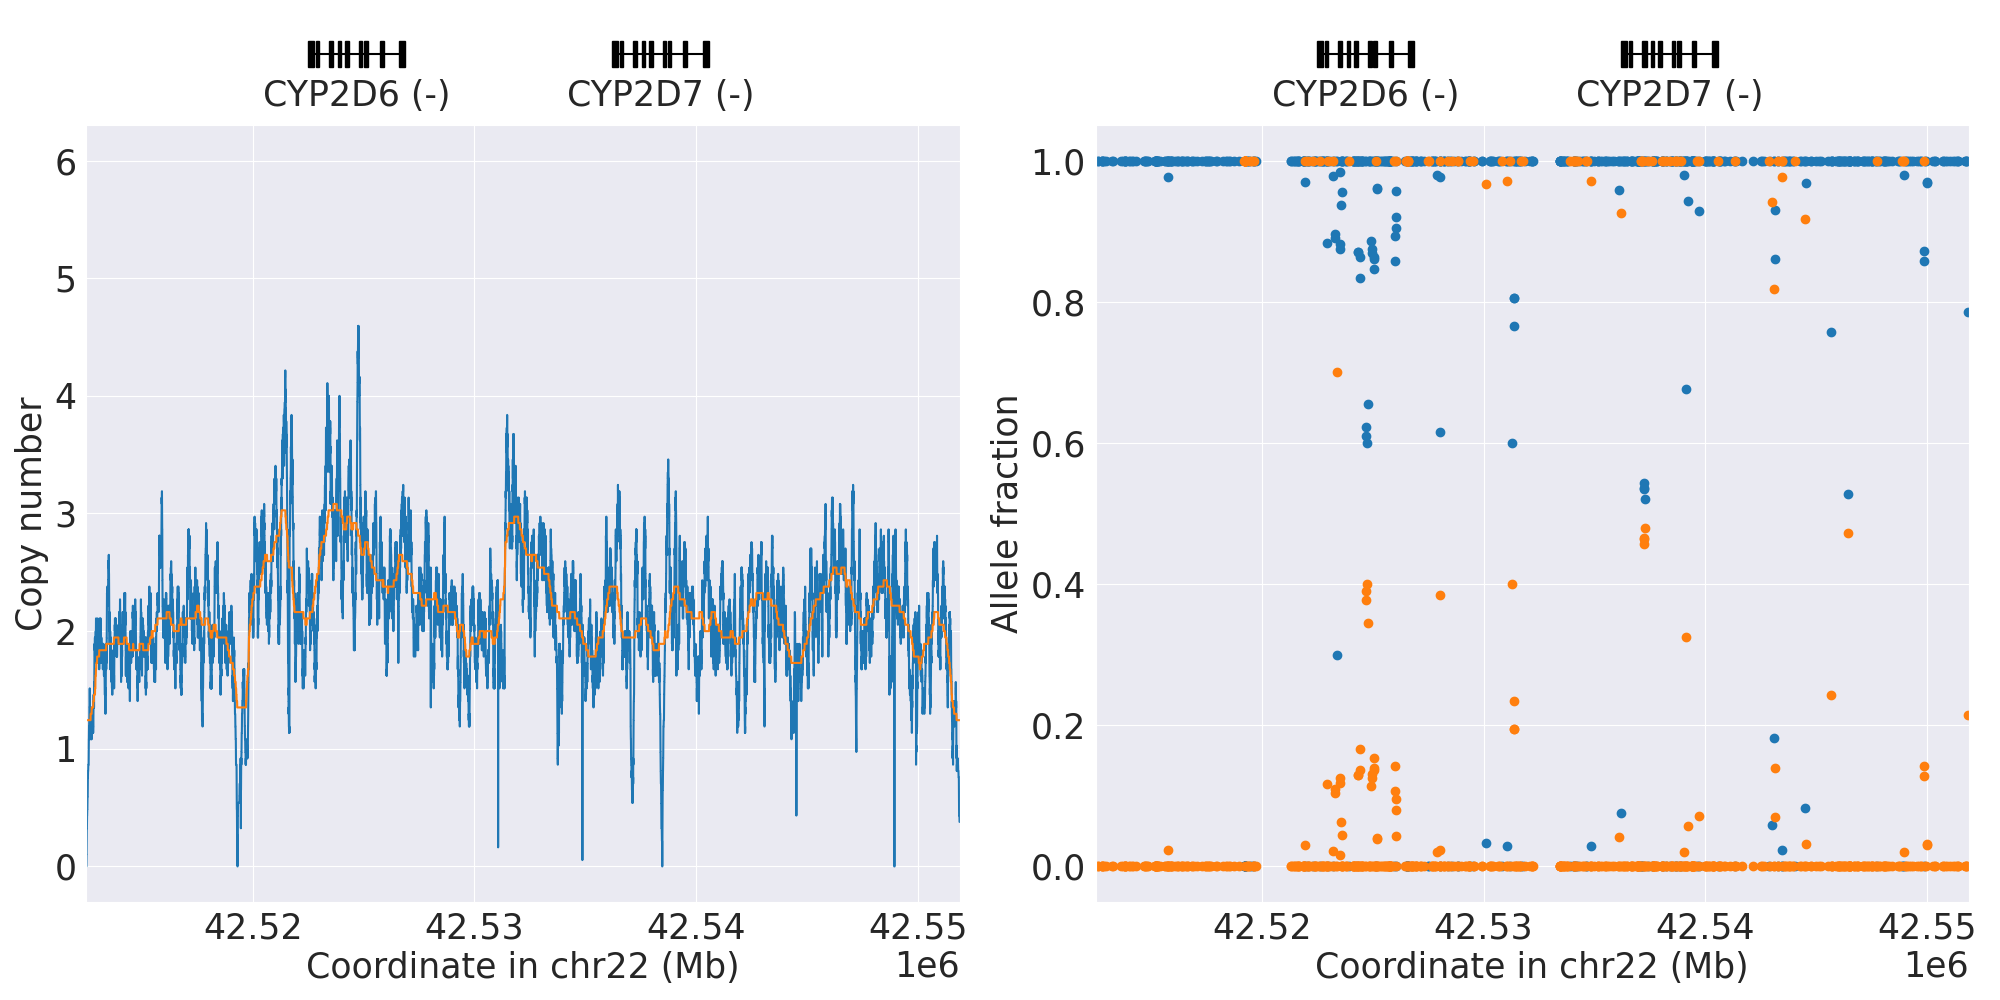 CYP2D6 (-)
CYP2D7 (-)
6
5
4
3
2
1
0
Copy number
42.52
42.53
42.54
42.55
Coordinate in chr22 (Mb)
1e6
CYP2D6 (-)
CYP2D7 (-)
1.0
0.8
0.6
0.4
0.2
0.0
Allele fraction
42.52
42.53
42.54
42.55
Coordinate in chr22 (Mb)
1e6